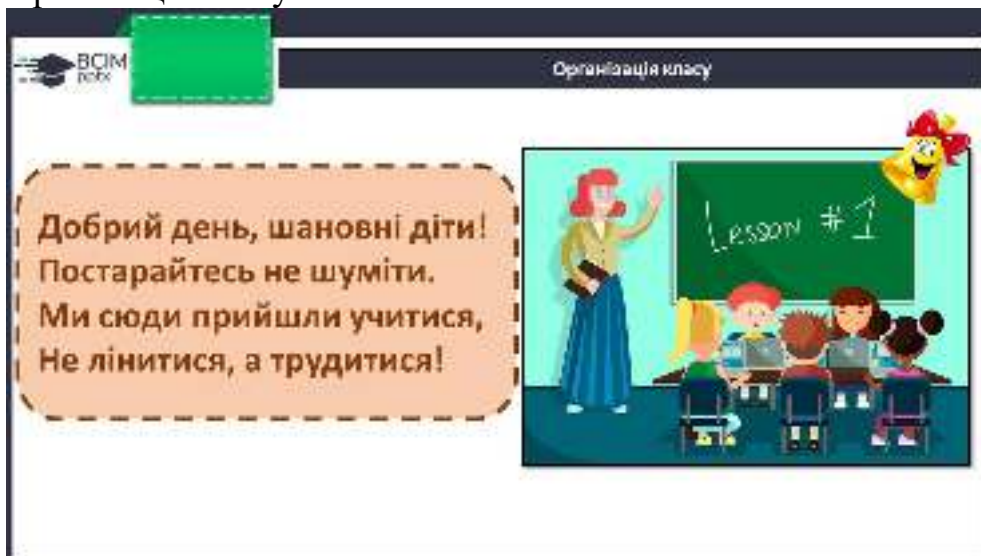 ВСІМ
pptx
Організація класу
Добрий день, шановні діти!
Постарайтесь не шуміти.
Ми сюди прийшли учитися,
Не лінитися, а трудитися!
Lesson #1